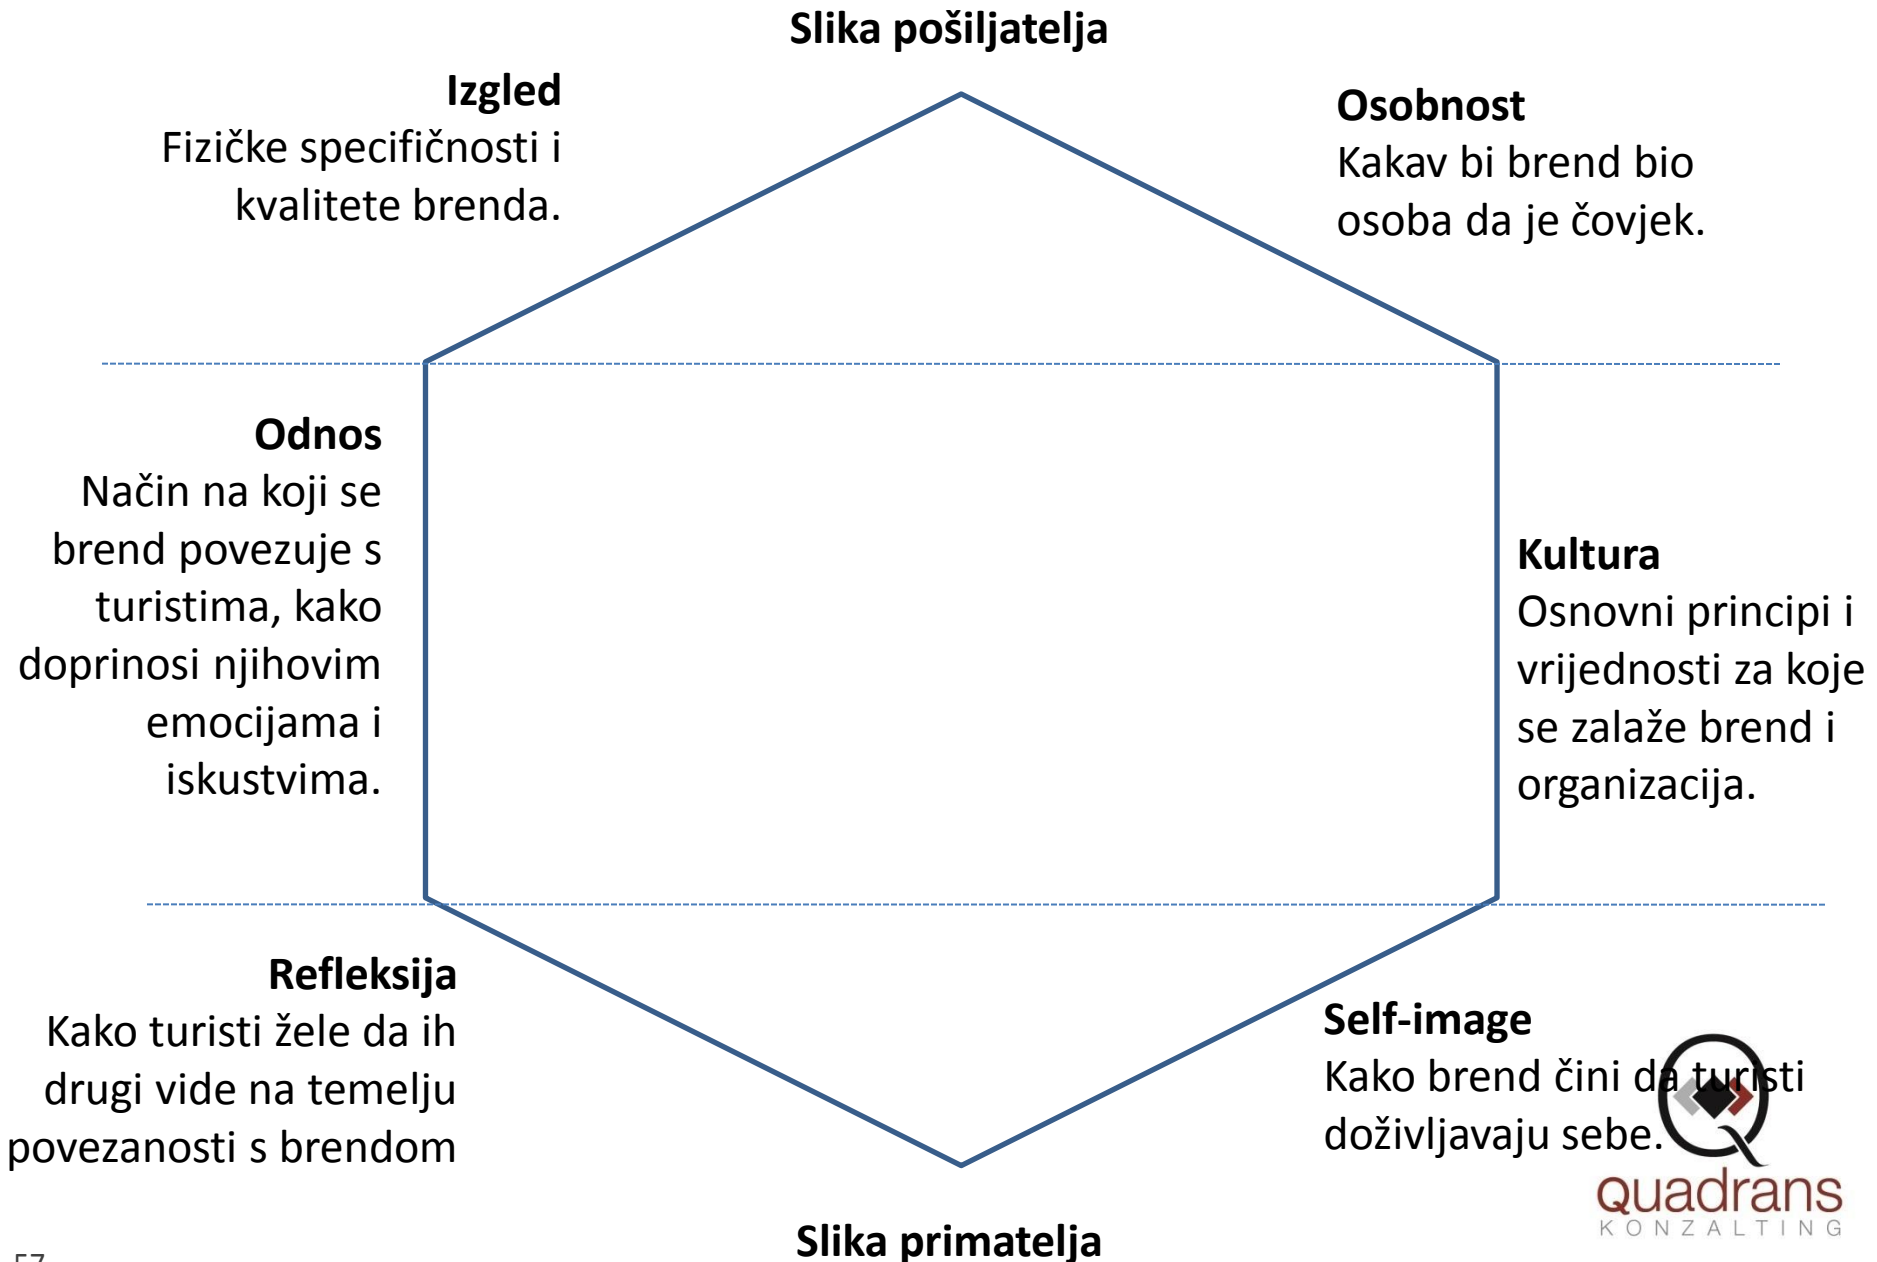 Slika pošiljatelja
Izgled
Fizičke specifičnosti i
kvalitete brenda.
Osobnost
Kakav bi brend bio
osoba da je čovjek.
Odnos
Način na koji se
brend povezuje s
turistima, kako
doprinosi njihovim
emocijama i
iskustvima.
Kultura
Osnovni principi i
vrijednosti za koje
se zalaže brend i
organizacija.
Refleksija
Kako turisti žele da ih
drugi vide na temelju
povezanosti s brendom
Self-image
Kako brend čini da turisti
doživljavaju sebe.
Quadrans
KONZALTING
Slika primatelja
57